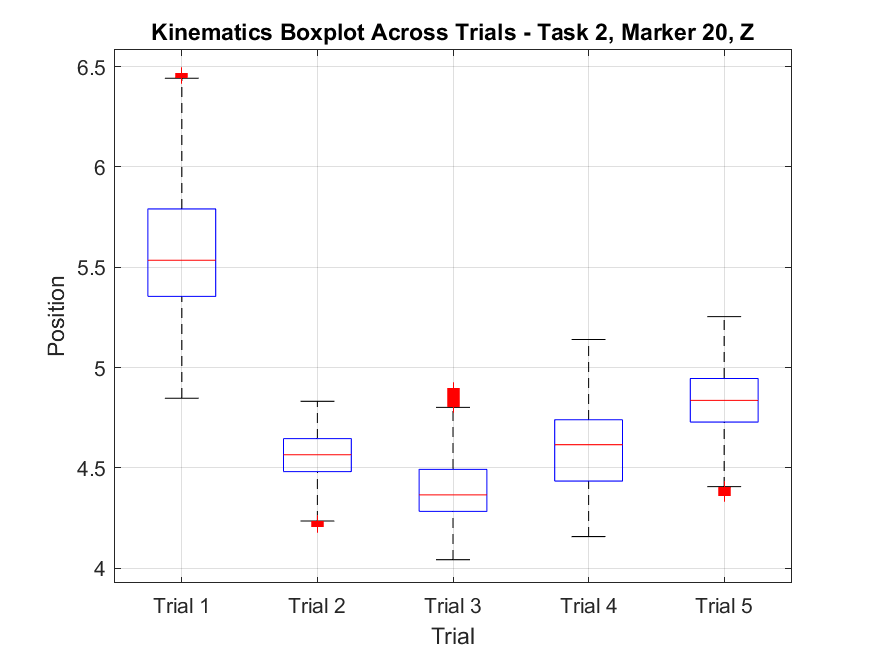 Kinematics Boxplot Across Trials - Task 2, Marker 20, Z
6.5
6
5.5
5
4.5
4
Position
Trial 1 Trial 2 Trial 3 Trial 4 Trial 5
Trial